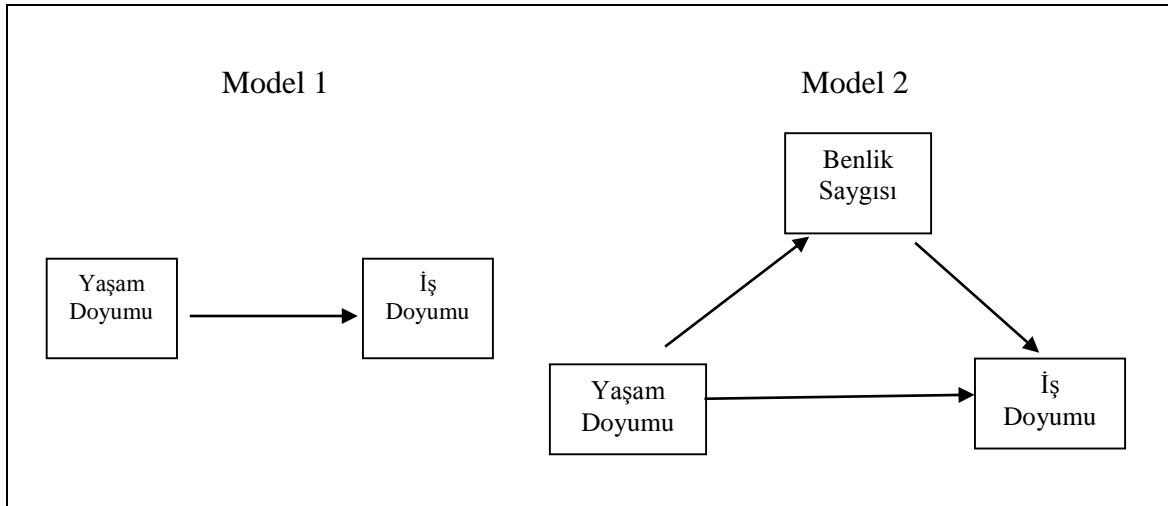 Model 1
Yaşam
Doyumu
İş
Doyumu
Model 2
Benlik
Saygısı
Yaşam
Doyumu
İş
Doyumu